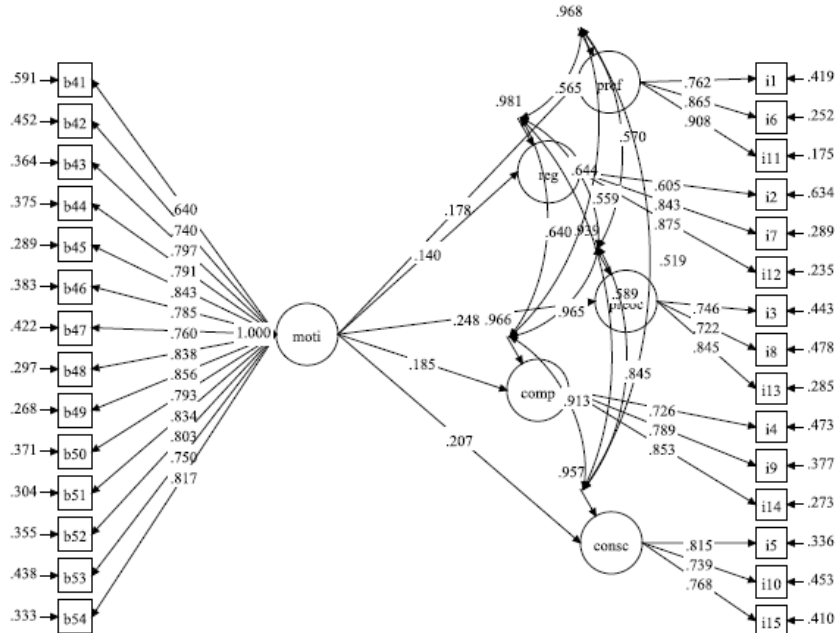 .591 b41
.452 b42
.364 b43
.375 b44
.289 b45
.383 b46
.422 b47
.297 b48
.268 b49
.371 b50
.304 b51
.355 b52
.438 b53
.333 b54
.640
.740
.797
.791
.843
.785
.760
.838
.856
.793
.834
.803
.750
.817
1.000
moti
.178
.140
.248
.185
.207
.968
.565
pref
.981
.570
reg
.644
.559
.640
.939
.519
.589
.966
.965
.845
comp
.913
.957
consc
.762
.865
.908
.605
.843
.875
.746
.722
.845
.726
.789
.853
.815
.739
.768
i1 .419
i6 .252
i11 .175
i2 .634
i7 .289
i12 .235
i3 .443
i8 .478
i13 .285
i4 .473
i9 .377
i14 .273
i5 .336
i10 .453
i15 .410